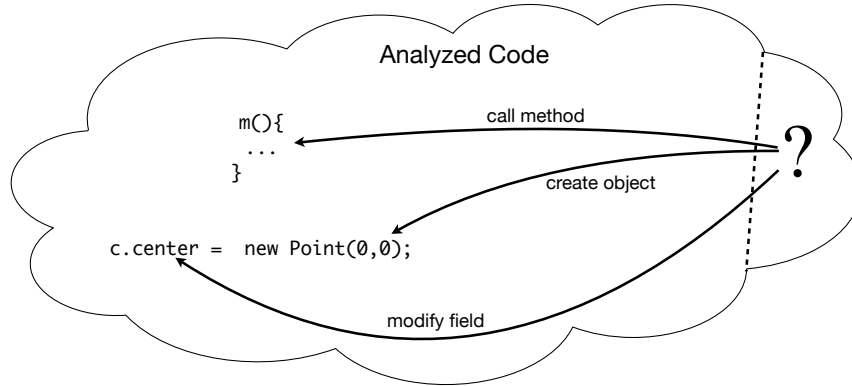 Analyzed Code
m(){
...
}
call method
?
create object
c.center =  new Point(0,0);
modify field